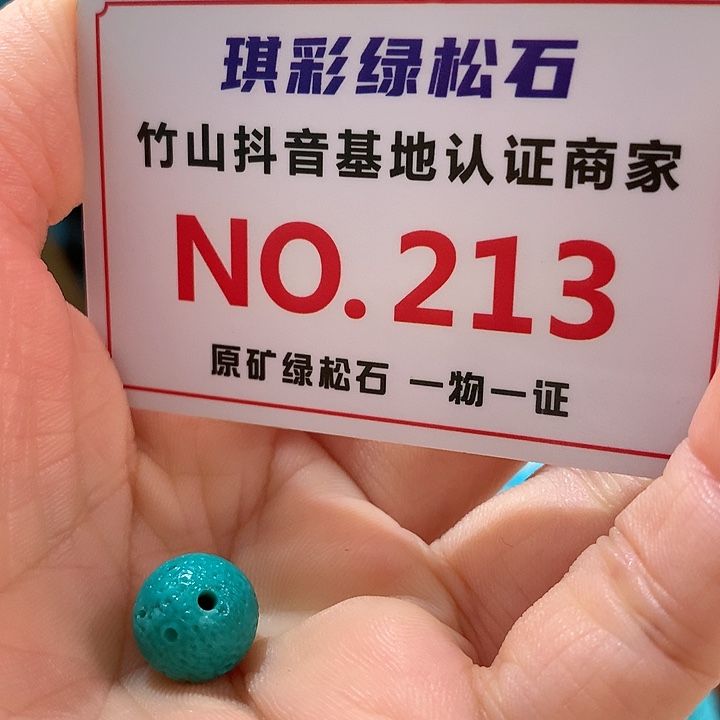 琪彩绿松石
竹山抖音基地认证商家
NO.213
原矿绿松石 一物一证